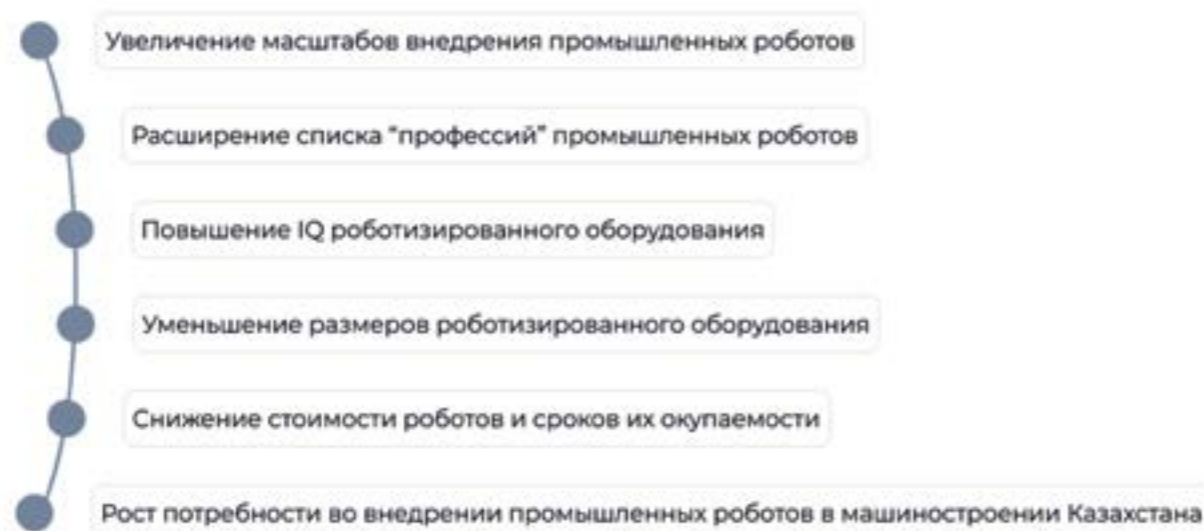 Увеличение масштабов внедрения промышленных роботов
Расширение списка “профессий” промышленных роботов
Повышение IQ роботизированного оборудования
Уменьшение размеров роботизированного оборудования
Снижение стоимости роботов и сроков их окупаемости
Рост потребности во внедрении промышленных роботов в машиностроении Казахстана